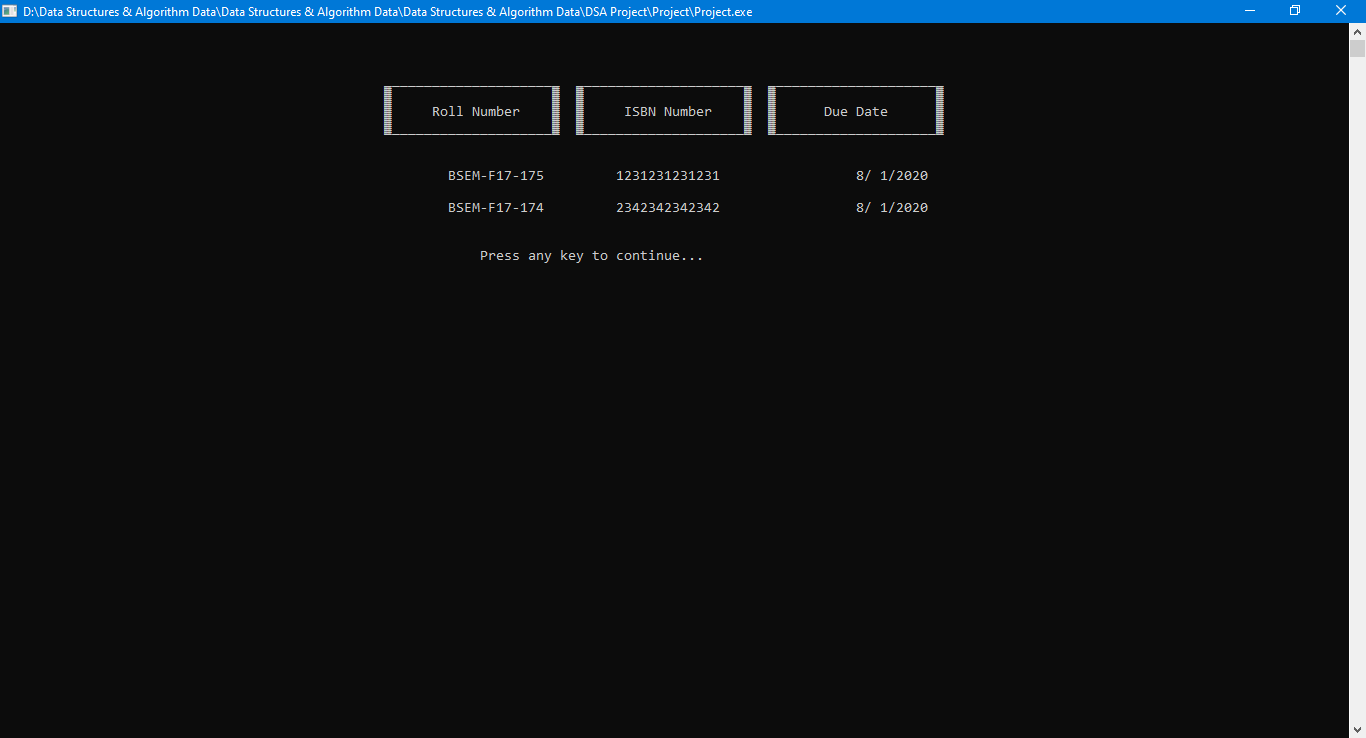 D:\Data Structures & Algorithm Data\Data Structures & Algorithm Data\Data Structures & Algorithm Data\DSA Project\Project\Project.exe
Roll Number ISBN Number Due Date
BSEM-F17-175 1231231231231 8/ 1/2020
BSEM-F17-174 2342342342342 8/ 1/2020
Press any key to continue...